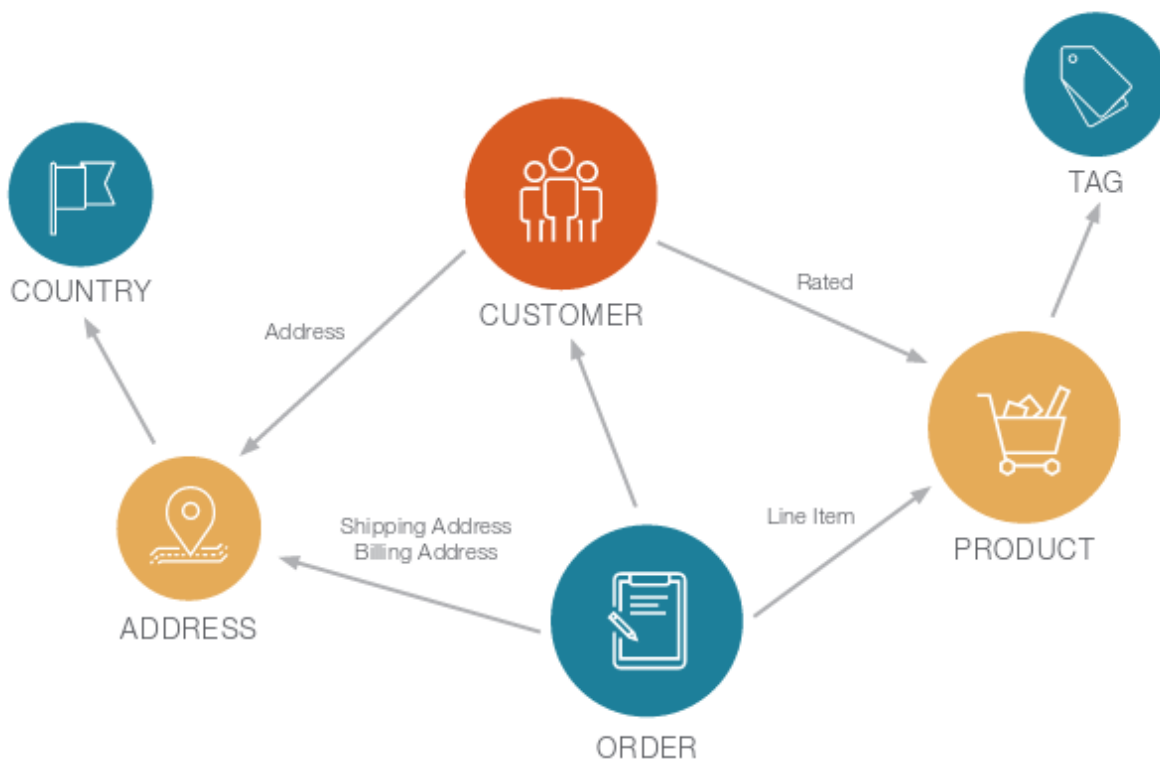 TAG
COUNTRY
CUSTOMER
Rated
Address
Shipping Address
Billing Address
Line Item
PRODUCT
ADDRESS
ORDER